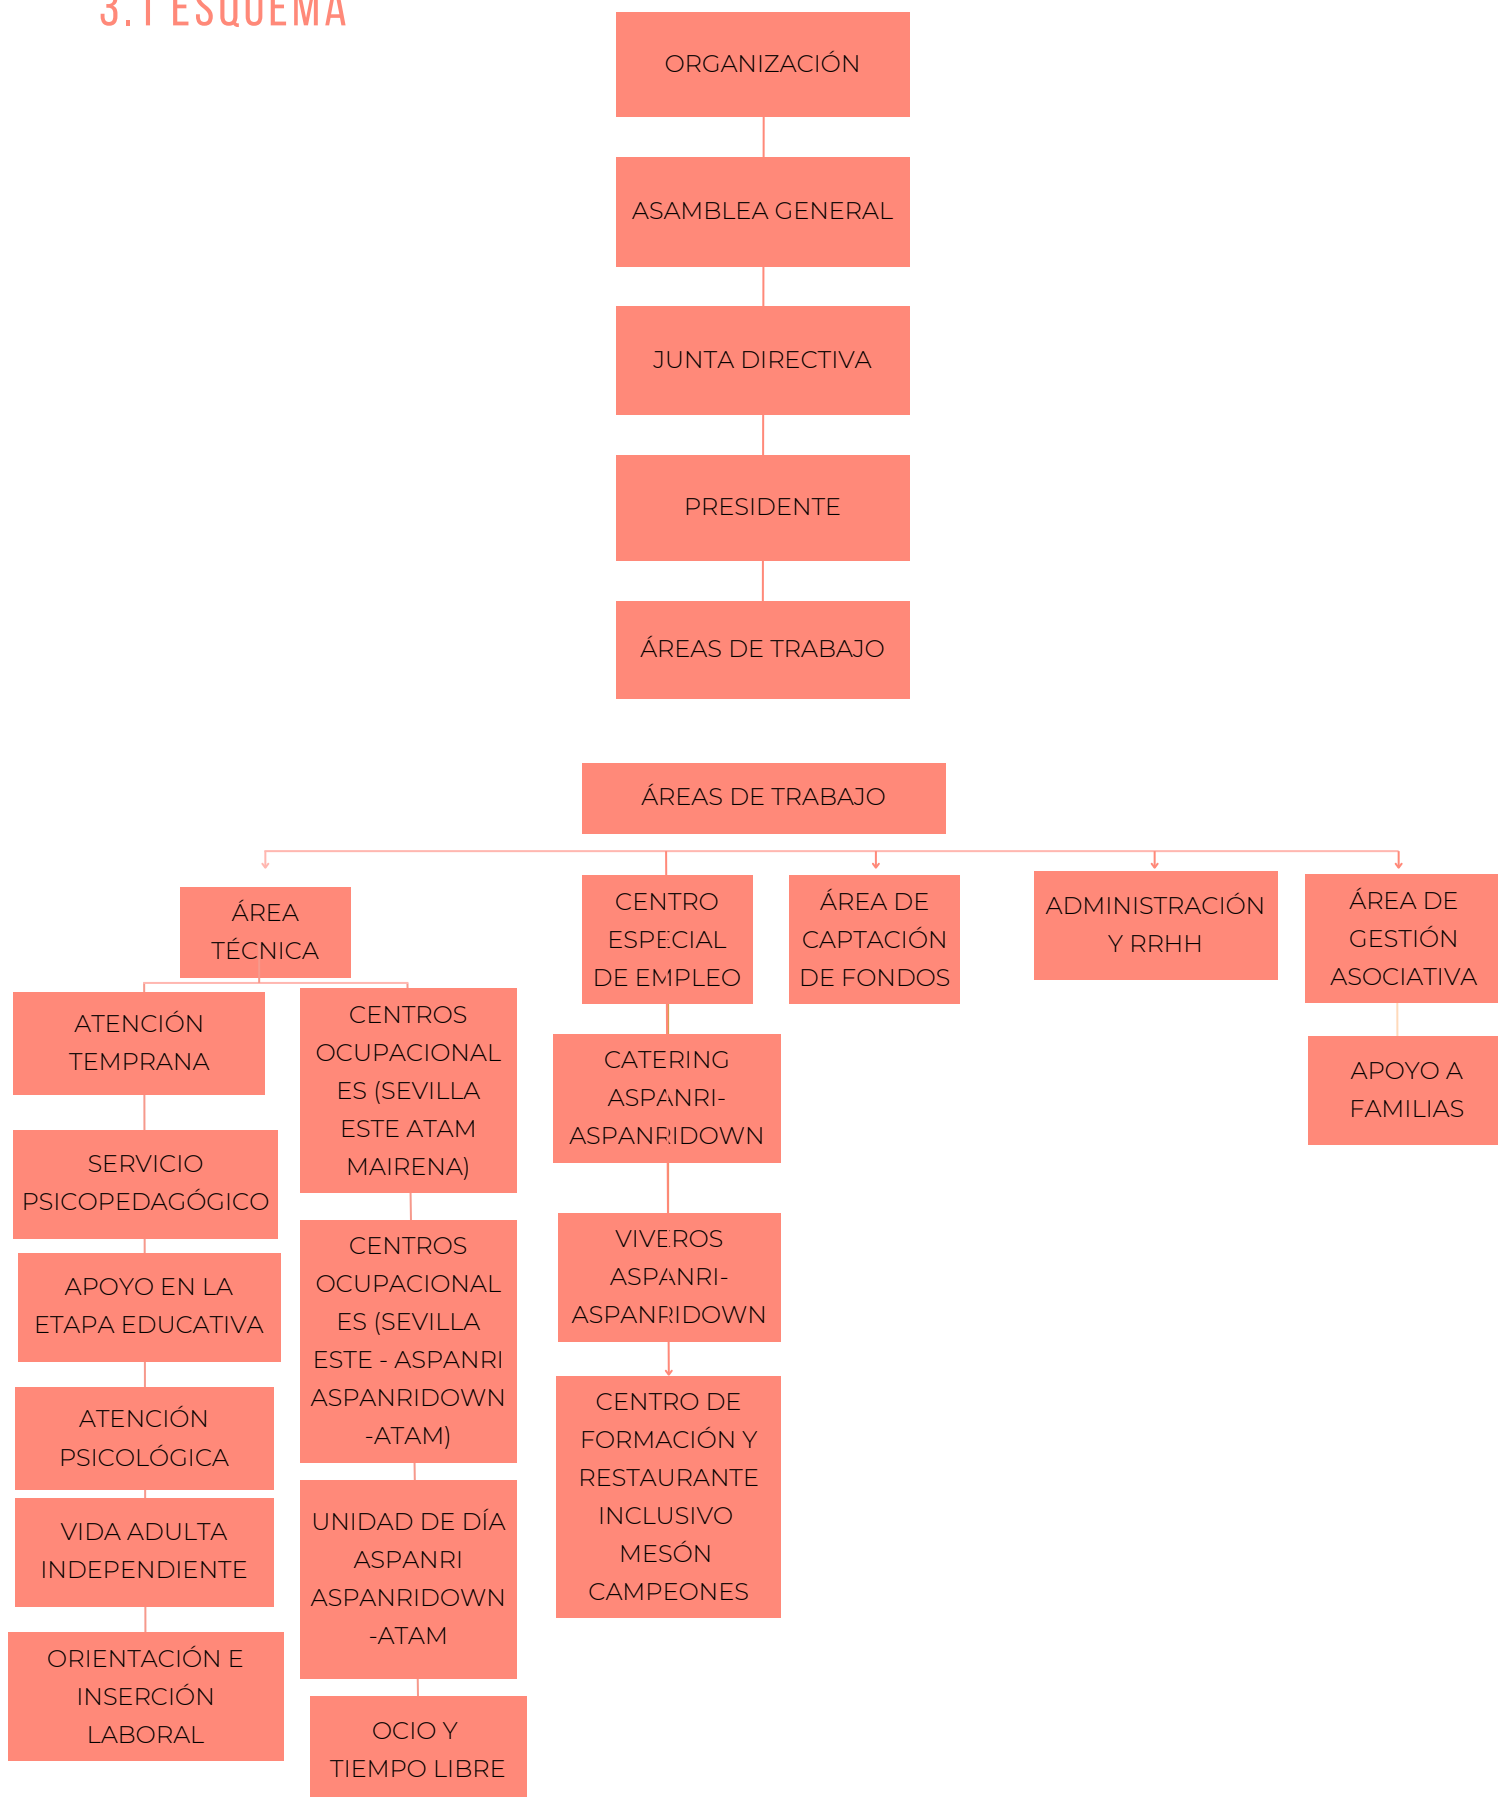 3.1 ESQUEMA
ORGANIZACIÓN
ASAMBLEA GENERAL
JUNTA DIRECTIVA
PRESIDENTE
ÁREAS DE TRABAJO
ÁREAS DE TRABAJO
ÁREA
TÉCNICA
ATENCIÓN
TEMPRANA
SERVICIO
PSICOPEDAGÓGICO
APOYO EN LA
ETAPA EDUCATIVA
ATENCIÓN
PSICOLÓGICA
VIDA ADULTA
INDEPENDIENTE
ORIENTACIÓN E
INSERCIÓN
LABORAL
CENTROS
OCUPACIONAL
ES (SEVILLA
ESTE ATAM
MAIRENA)
CENTROS
OCUPACIONAL
ES (SEVILLA
ESTE - ASPANRI
ASPANRIDOWN
-ATAM)
UNIDAD DE DÍA
ASPANRI
ASPANRIDOWN
-ATAM
OCIO Y
TIEMPO LIBRE
CENTRO
ESPECIAL
DE EMPLEO
CATERING
ASPANRI-
ASPANRIDOWN
VIVEROS
ASPANRI-
ASPANRIDOWN
CENTRO DE
FORMACIÓN Y
RESTAURANTE
INCLUSIVO
MESÓN
CAMPEONES
ÁREA DE
CAPTACIÓN
DE FONDOS
ADMINISTRACIÓN
Y RRHH
ÁREA DE
GESTIÓN
ASOCIATIVA
APOYO A
FAMILIAS